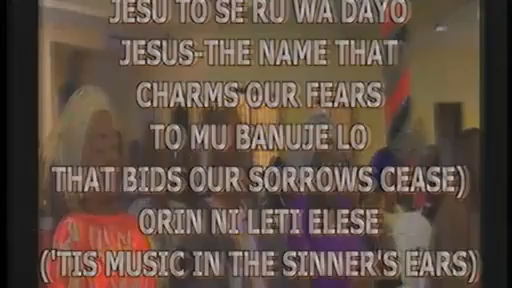 JESU TO SE RU WA DAYO
JESUS-THE NAME THAT
CHARMS OUR FEARS
TO MU BANUJE LO
THAT BIDS OUR SORROWS CEASE)
ORIN NI LETI ELESE
('TIS MUSIC IN THE SINNER'S EARS)